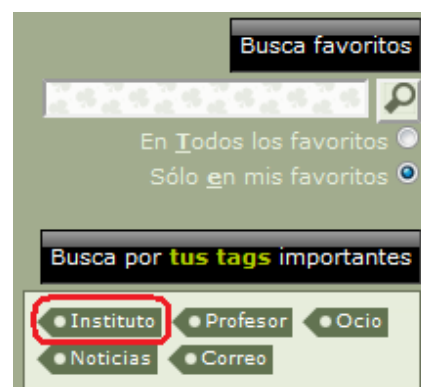 Busca favoritos
En Todos los favoritos
Sólo en mis favoritos
Busca por tus tags importantes
Instituto Profesor Ocio
Noticias Correo